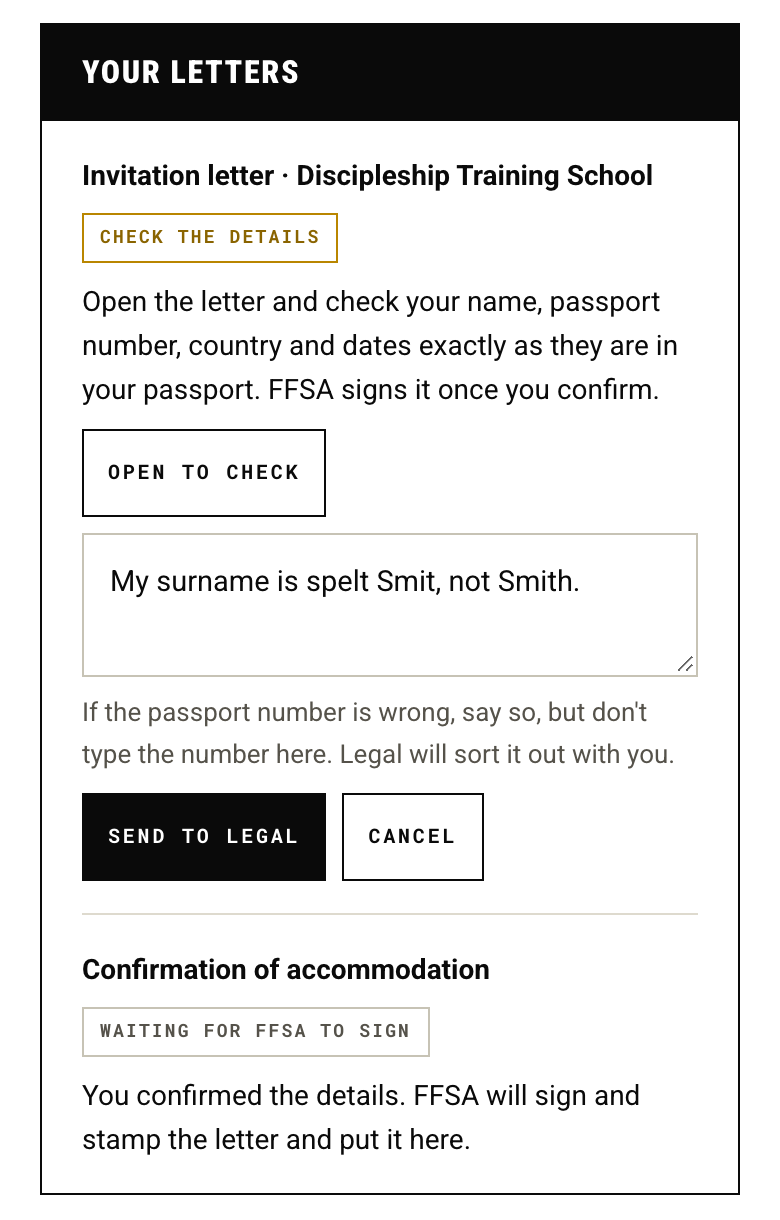 YOUR LETTERS
Invitation letter · Discipleship Training School
CHECK THE DETAILS
Open the letter and check your name, passport
number, country and dates exactly as they are in
your passport. FFSA signs it once you confirm.
OPEN TO CHECK
My surname is spelt Smit, not Smith.
If the passport number is wrong, say so, but don't
type the number here. Legal will sort it out with you.
SEND TO LEGAL
CANCEL
Confirmation of accommodation
WAITING FOR FFSA TO SIGN
You confirmed the details. FFSA will sign and
stamp the letter and put it here.